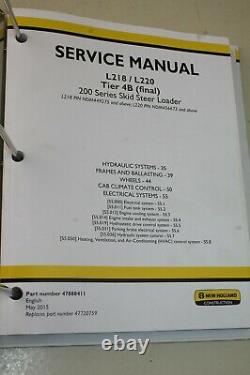 SERVICE MANUAL
L218 / L220
Tier 4B (final)
200 Series Skid Steer Loader
L218 PIN NDM449275 and above; L220 PIN NDM456673 and above
HYDRAULIC SYSTEMS - 35
FRAMES AND BALLASTING - 39
WHEELS - 44
CAB CLIMATE CONTROL - 50
ELECTRICAL SYSTEMS - 55
[55.000] Electrical system - 55.1
[55.011] Fuel tank system - 55.2
[55.012] Engine cooling system - 55.3
[55.014] Engine intake and exhaust system - 55.4
[55.019] Hydrostatic drive control system - 55.5
[55.031] Parking brake electrical system - 55.6
[55.036] Hydraulic system control - 55.7
[55.050] Heating, Ventilation, and Air-Conditioning (HVAC) control system - 55.8
Part number 47888411
English
May 2015
Replaces part number 47720759
NEW HOLLAND
CONSTRUCTION